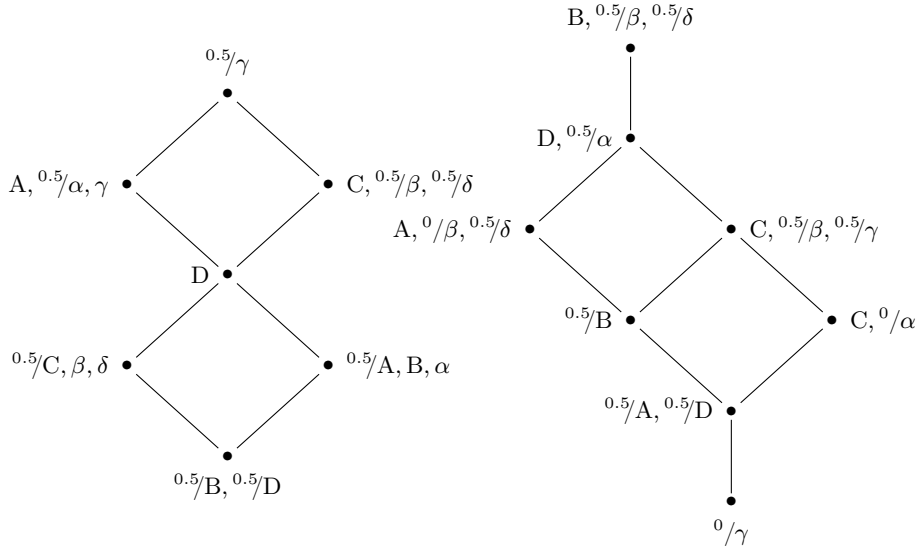 ⁰·⁵/γ
A, ⁰·⁵/α, γ
C, ⁰·⁵/β, ⁰·⁵/δ
D
⁰·⁵/C, β, δ
⁰·⁵/A, B, α
⁰·⁵/B, ⁰·⁵/D
B, ⁰·⁵/β, ⁰·⁵/δ
D, ⁰·⁵/α
A, ⁰/β, ⁰·⁵/δ
C, ⁰·⁵/β, ⁰·⁵/γ
⁰·⁵/B
C, ⁰/α
⁰·⁵/A, ⁰·⁵/D
⁰/γ